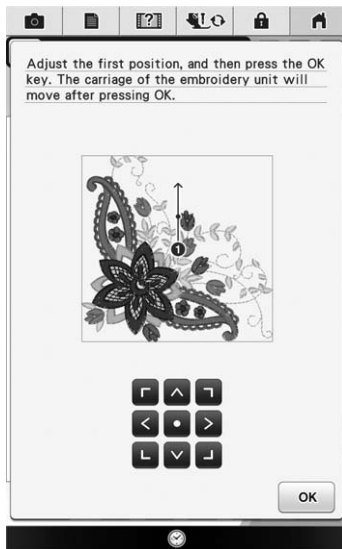 Adjust the first position, and then press the OK
key. The carriage of the embroidery unit will
move after pressing OK.
1
OK